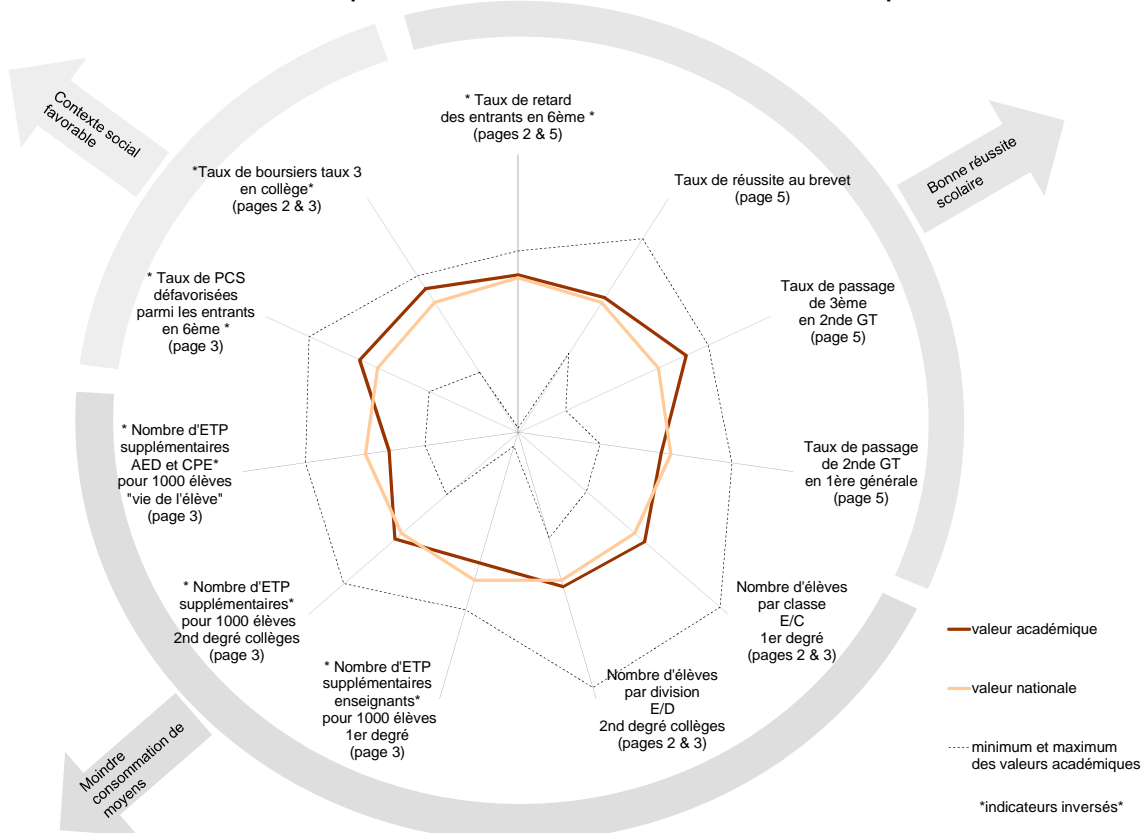 Contexte social
favorable
Bonne réussite
scolaire
* Taux de retard
des entrants en 6ème *
(pages 2 & 5)
*Taux de boursiers taux 3
en collège*
(pages 2 & 3)
Taux de réussite au brevet
(page 5)
* Taux de PCS
défavorisées
parmi les entrants
en 6ème *
(page 3)
Taux de passage
de 3ème
en 2nde GT
(page 5)
* Nombre d'ETP
supplémentaires
AED et CPE*
pour 1000 élèves
"vie de l'élève"
(page 3)
Taux de passage
de 2nde GT
en 1ère générale
(page 5)
* Nombre d'ETP
supplémentaires*
pour 1000 élèves
2nd degré collèges
(page 3)
Nombre d'élèves
par classe
E/C
1er degré
(pages 2 & 3)
* Nombre d'ETP
supplémentaires
enseignants*
pour 1000 élèves
1er degré
(page 3)
Nombre d'élèves
par division
E/D
2nd degré collèges
(pages 2 & 3)
Moindre
consommation de
moyens
valeur académique
valeur nationale
minimum et maximum
des valeurs académiques
*indicateurs inversés*